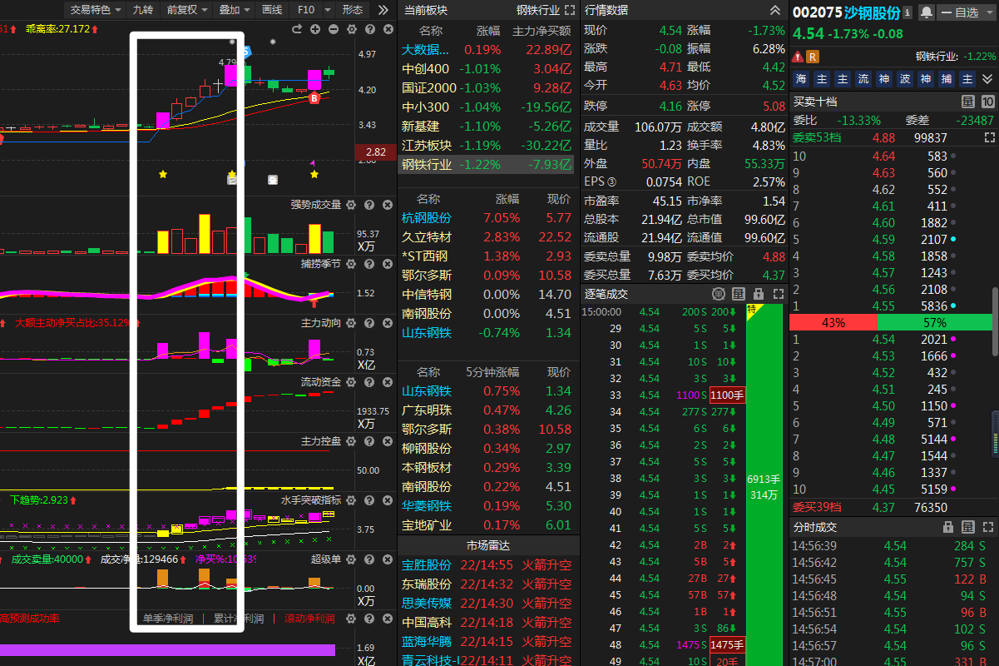 交易特色 九转 前复权 叠加 画线 F10 形态
乖离率:27.172
4.79
S
B
4.97
4.20
3.43
2.82
强势成交量
95.37
X万
捕捞季节
1.52
大额主动净买占比:35.12%
主力动向
0.73
X亿
流动资金
1933.75
X万
主力控盘
50.00
下趋势:2.923
水手突破指标
3.75
成交卖量:40000 成交净量:129466 净买%:10.53
超级单
0.00
X万
高预测成功率 单季净利润 累计净利润 滚动净利润
1.69
X亿
当前板块 钢铁行业
名称 涨幅 主力净买额
大数据... 0.19% 22.89亿
中创400 -1.01% 3.04亿
国证2000 -1.03% 9.28亿
中小300 -1.04% -19.56亿
新基建 -1.10% -5.26亿
江苏板块 -1.19% -30.22亿
钢铁行业 -1.22% -7.93亿
名称 涨幅 现价
杭钢股份 7.05% 5.77
久立特材 2.83% 22.52
*ST西钢 1.38% 2.93
鄂尔多斯 0.09% 10.58
中信特钢 0.00% 14.70
南钢股份 0.00% 4.51
山东钢铁 -0.74% 1.34
名称 5分钟涨幅 现价
山东钢铁 0.75% 1.34
广东明珠 0.47% 4.26
鄂尔多斯 0.38% 10.58
柳钢股份 0.34% 2.97
本钢板材 0.29% 3.39
南钢股份 0.22% 4.51
华菱钢铁 0.19% 5.30
宝地矿业 0.17% 6.01
市场雷达
宝胜股份 22/14:55 火箭升空
东瑞股份 22/14:32 火箭升空
思美传媒 22/14:30 火箭升空
中国高科 22/14:18 火箭升空
蓝海华腾 22/14:15 火箭升空
青云科技-U 22/14:11 火箭升空
行情数据
现价 4.54 涨幅 -1.73%
涨跌 -0.08 振幅 6.28%
最高 4.71 最低 4.42
今开 4.63 均价 4.52
跌停 4.16 涨停 5.08
成交量 106.07万 成交额 4.80亿
量比 1.23 换手率 4.83%
外盘 50.74万 内盘 55.33万
EPS③ 0.0754 ROE 2.57%
市盈率 45.15 市净率 1.54
总股本 21.94亿 总市值 99.60亿
流通股 21.94亿 流通值 99.60亿
委卖总量 9.98万 委卖均价 4.88
委买总量 7.63万 委买均价 4.37
逐笔成交 单 量
15:00:00 4.54 200 S 200
29 4.54 5 S 5
30 4.54 1 S 1
31 4.54 10 S 10
32 4.54 3 S 3
33 4.54 1100 S 1100手
34 4.54 277 S 277
35 4.54 6 S 6
36 4.54 2 S 2
37 4.54 5 S 5
38 4.54 3 S 3
39 4.54 1 S 1
40 4.54 1 S 1
41 4.54 5 S 5
42 4.54 2 B 2
43 4.54 5 B 5
44 4.54 27 B 27
45 4.54 57 B 57
46 4.54 1 B 1
47 4.54 3 S 86
48 4.54 1475 S 1475手
49 4.54 10 S 20手
特
6913手
314万
002075 沙钢股份 自选
4.54 -1.73% -0.08
R 钢铁行业: -1.22%
海 主 主 流 神 波 神 捕 主
买卖十档 量 10
委比 -13.33% 委差 -23487
委卖53档 4.88 99837
10 4.64 583
9 4.63 560
8 4.62 552
7 4.61 411
6 4.60 1882
5 4.59 2107
4 4.58 1858
3 4.57 1243
2 4.56 2108
1 4.55 5836
43% 57%
1 4.54 2021
2 4.53 1666
3 4.52 432
4 4.51 245
5 4.50 1150
6 4.49 571
7 4.48 5144
8 4.47 1544
9 4.46 1337
10 4.45 5159
委买39档 4.37 76350
分时成交 量
14:56:39 4.54 284 S
14:56:42 4.54 757 S
14:56:45 4.55 122 B
14:56:48 4.54 94 S
14:56:51 4.55 96 B
14:56:54 4.54 102 S
14:56:57 4.54 96 S
14:57:00 4.55 331 B